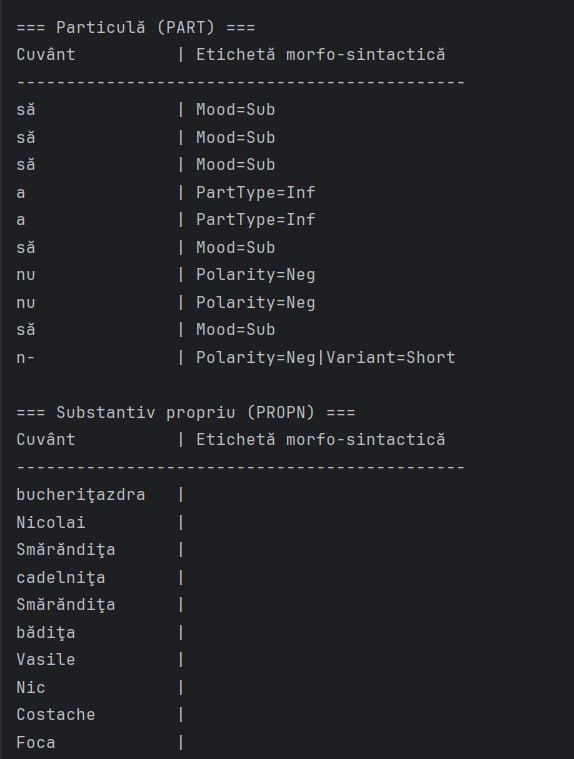 === Particulă (PART) ===
Cuvânt | Etichetă morfo-sintactică
---------------------------------------------
să | Mood=Sub
să | Mood=Sub
să | Mood=Sub
a | PartType=Inf
a | PartType=Inf
să | Mood=Sub
nu | Polarity=Neg
nu | Polarity=Neg
să | Mood=Sub
n- | Polarity=Neg|Variant=Short
=== Substantiv propriu (PROPN) ===
Cuvânt | Etichetă morfo-sintactică
---------------------------------------------
bucheriţazdra |
Nicolai |
Smărăndiţa |
cadelniţa |
Smărăndiţa |
bădiţa |
Vasile |
Nic |
Costache |
Foca |